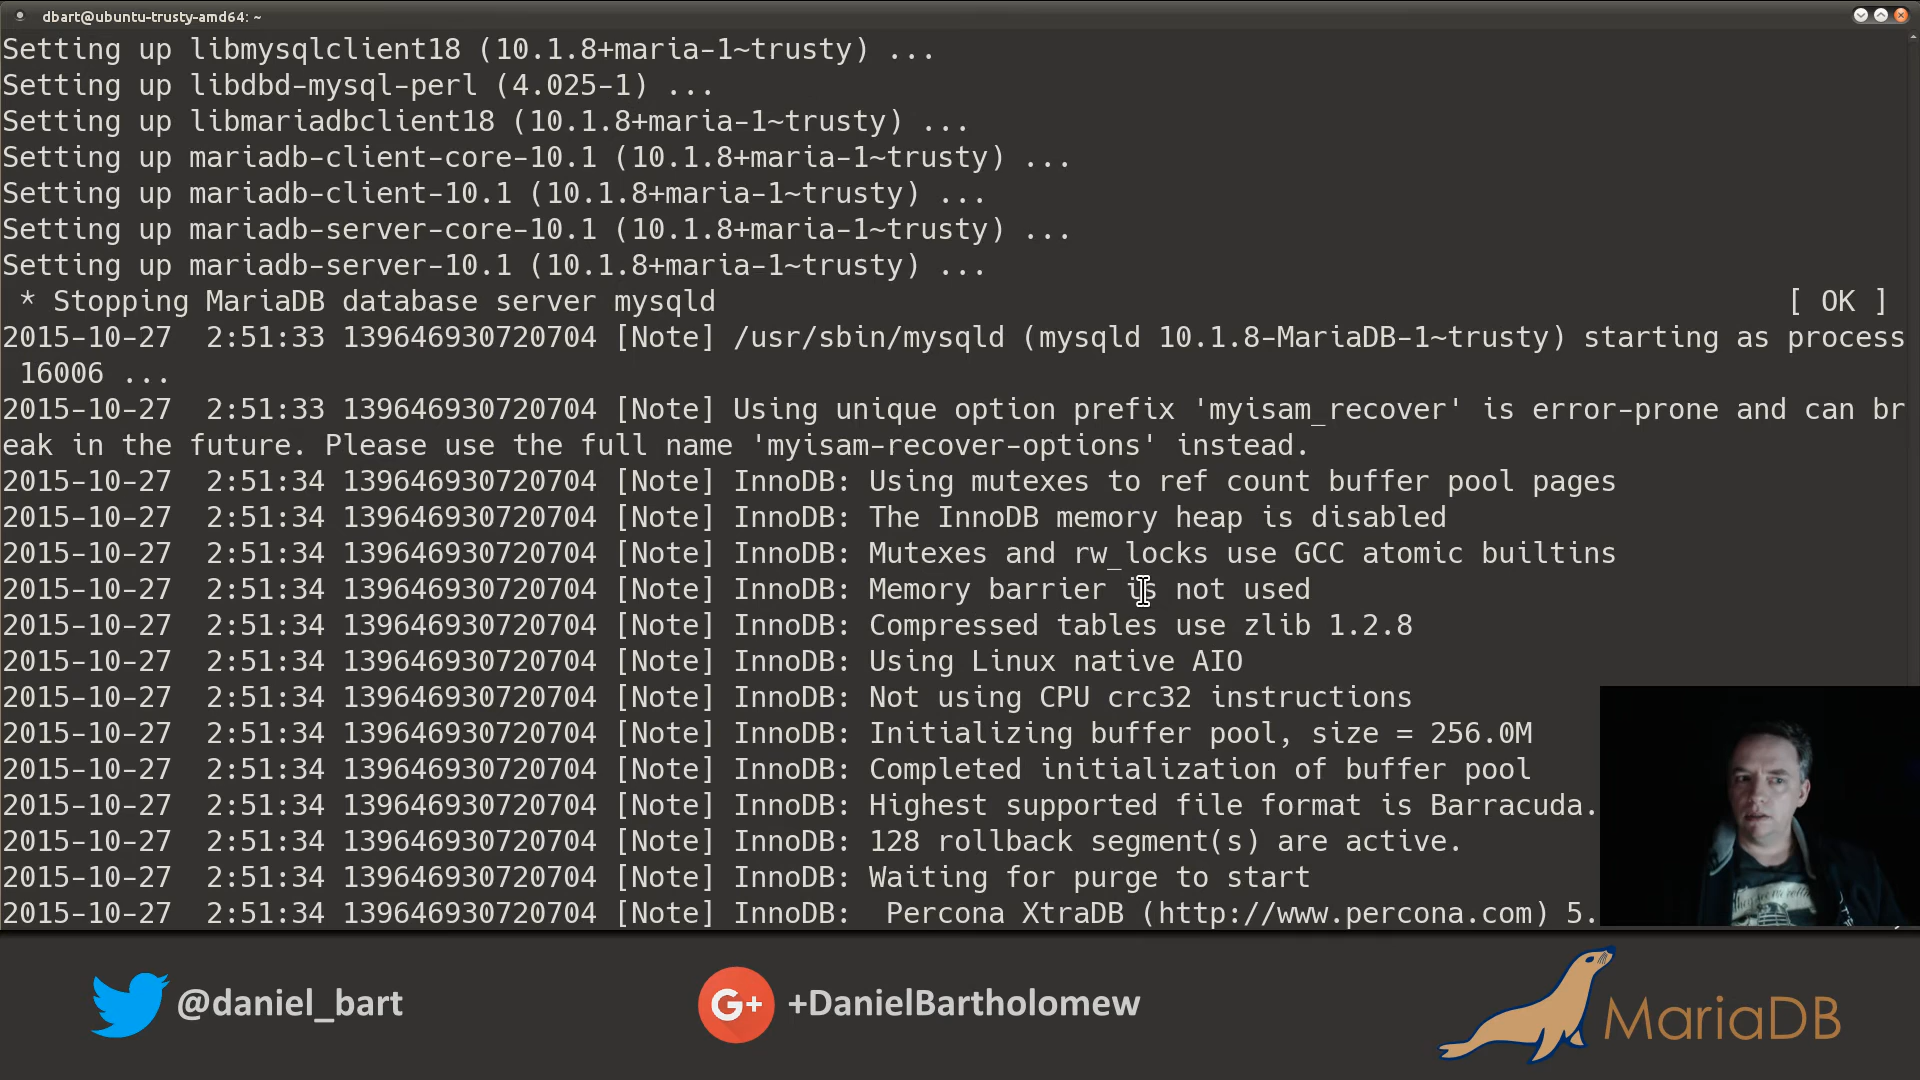 dbart@ubuntu-trusty-amd64: ~
Setting up libmysqlclient18 (10.1.8+maria-1~trusty) ...
Setting up libdbd-mysql-perl (4.025-1) ...
Setting up libmariadbclient18 (10.1.8+maria-1~trusty) ...
Setting up mariadb-client-core-10.1 (10.1.8+maria-1~trusty) ...
Setting up mariadb-client-10.1 (10.1.8+maria-1~trusty) ...
Setting up mariadb-server-core-10.1 (10.1.8+maria-1~trusty) ...
Setting up mariadb-server-10.1 (10.1.8+maria-1~trusty) ...
 * Stopping MariaDB database server mysqld [ OK ]
2015-10-27  2:51:33 139646930720704 [Note] /usr/sbin/mysqld (mysqld 10.1.8-MariaDB-1~trusty) starting as process
 16006 ...
2015-10-27  2:51:33 139646930720704 [Note] Using unique option prefix 'myisam_recover' is error-prone and can br
eak in the future. Please use the full name 'myisam-recover-options' instead.
2015-10-27  2:51:34 139646930720704 [Note] InnoDB: Using mutexes to ref count buffer pool pages
2015-10-27  2:51:34 139646930720704 [Note] InnoDB: The InnoDB memory heap is disabled
2015-10-27  2:51:34 139646930720704 [Note] InnoDB: Mutexes and rw_locks use GCC atomic builtins
2015-10-27  2:51:34 139646930720704 [Note] InnoDB: Memory barrier is not used
2015-10-27  2:51:34 139646930720704 [Note] InnoDB: Compressed tables use zlib 1.2.8
2015-10-27  2:51:34 139646930720704 [Note] InnoDB: Using Linux native AIO
2015-10-27  2:51:34 139646930720704 [Note] InnoDB: Not using CPU crc32 instructions
2015-10-27  2:51:34 139646930720704 [Note] InnoDB: Initializing buffer pool, size = 256.0M
2015-10-27  2:51:34 139646930720704 [Note] InnoDB: Completed initialization of buffer pool
2015-10-27  2:51:34 139646930720704 [Note] InnoDB: Highest supported file format is Barracuda.
2015-10-27  2:51:34 139646930720704 [Note] InnoDB: 128 rollback segment(s) are active.
2015-10-27  2:51:34 139646930720704 [Note] InnoDB: Waiting for purge to start
2015-10-27  2:51:34 139646930720704 [Note] InnoDB:  Percona XtraDB (http://www.percona.com) 5.
@daniel_bart
G+ +DanielBartholomew
MariaDB